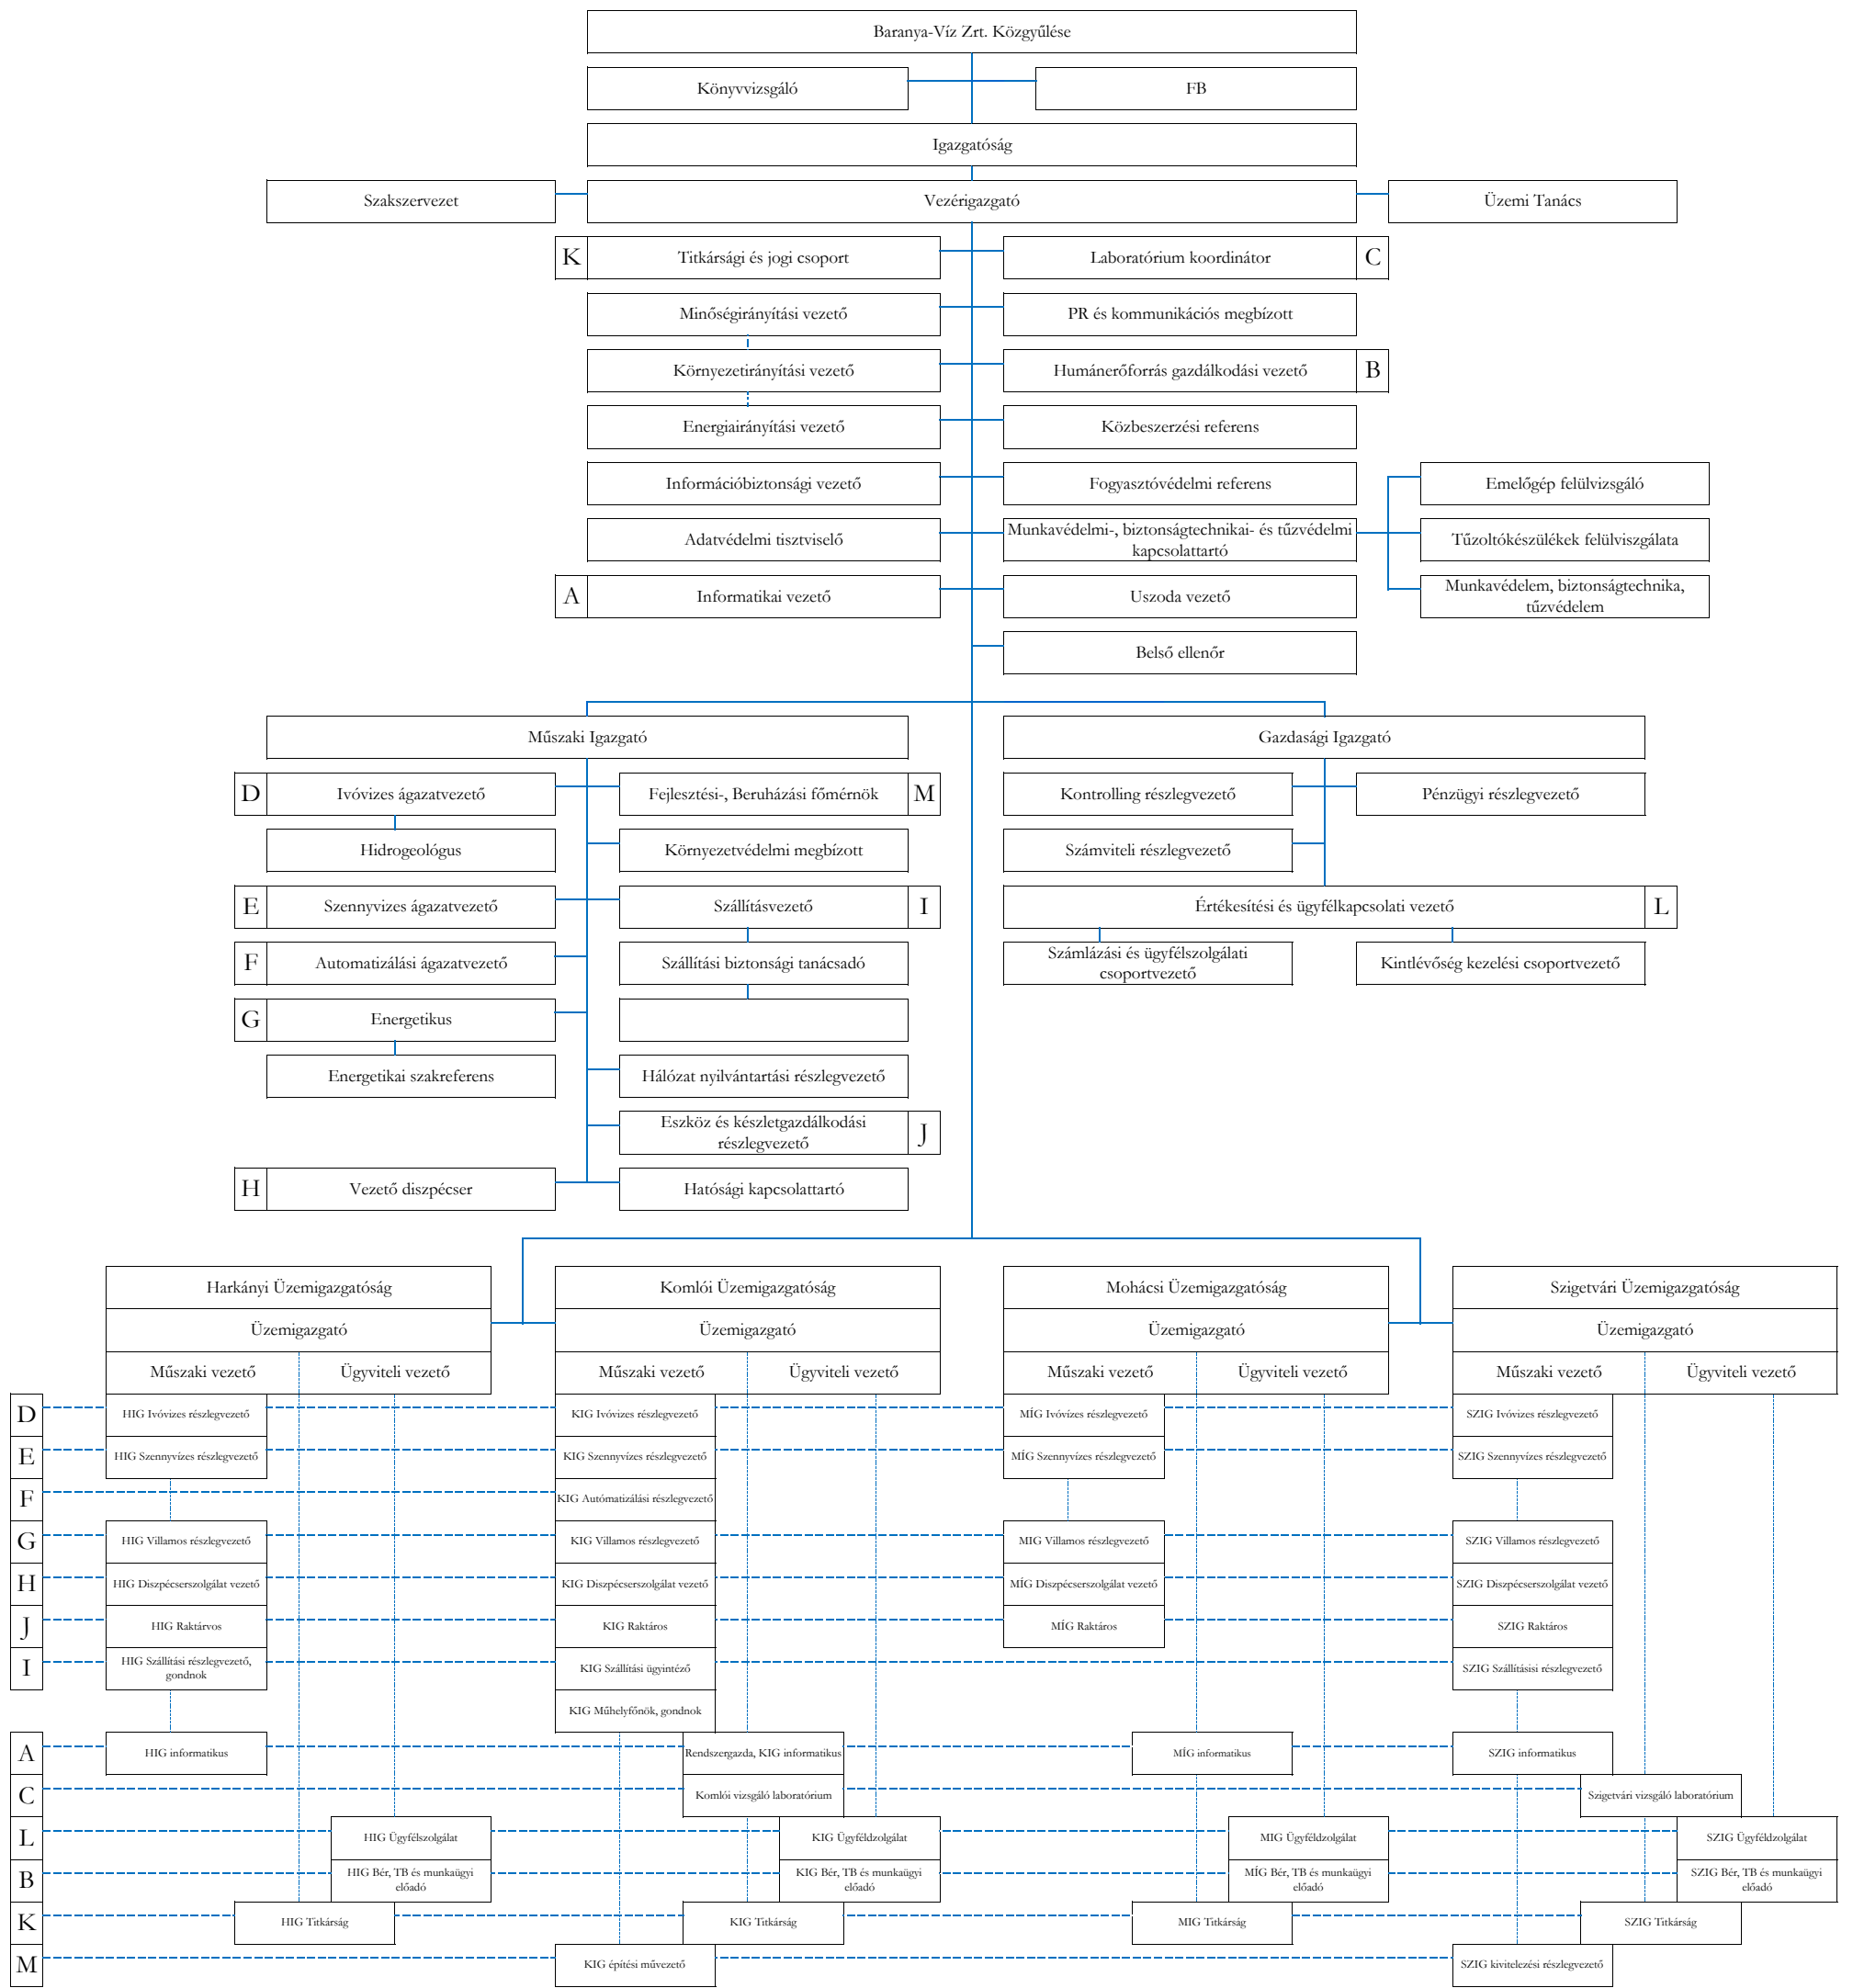 Baranya-Víz Zrt. Közgyűlése
Könyvvizsgáló
FB
Igazgatóság
Szakszervezet
Vezérigazgató
Üzemi Tanács
K
Titkársági és jogi csoport
Laboratórium koordinátor
C
Minőségirányítási vezető
PR és kommunikációs megbízott
Környezetirányítási vezető
Humánerőforrás gazdálkodási vezető
B
Energiairányítási vezető
Közbeszerzési referens
Információbiztonsági vezető
Fogyasztóvédelmi referens
Emelőgép felülvizsgáló
Adatvédelmi tisztviselő
Munkavédelmi-, biztonságtechnikai- és tűzvédelmi
kapcsolattartó
Tűzoltókészülékek felülviszgálata
A
Informatikai vezető
Uszoda vezető
Munkavédelem, biztonságtechnika,
tűzvédelem
Belső ellenőr
Műszaki Igazgató
Gazdasági Igazgató
D
Ivóvizes ágazatvezető
Fejlesztési-, Beruházási főmérnök
M
Kontrolling részlegvezető
Pénzügyi részlegvezető
Hidrogeológus
Környezetvédelmi megbízott
Számviteli részlegvezető
E
Szennyvizes ágazatvezető
Szállításvezető
I
Értékesítési és ügyfélkapcsolati vezető
L
F
Automatizálási ágazatvezető
Szállítási biztonsági tanácsadó
Számlázási és ügyfélszolgálati
csoportvezető
Kintlévőség kezelési csoportvezető
G
Energetikus
Energetikai szakreferens
Hálózat nyilvántartási részlegvezető
Eszköz és készletgazdálkodási
részlegvezető
J
H
Vezető diszpécser
Hatósági kapcsolattartó
Harkányi Üzemigazgatóság
Komlói Üzemigazgatóság
Mohácsi Üzemigazgatóság
Szigetvári Üzemigazgatóság
Üzemigazgató
Üzemigazgató
Üzemigazgató
Üzemigazgató
Műszaki vezető
Ügyviteli vezető
Műszaki vezető
Ügyviteli vezető
Műszaki vezető
Ügyviteli vezető
Műszaki vezető
Ügyviteli vezető
D
HIG Ivóvizes részlegvezető
KIG Ivóvizes részlegvezető
MÍG Ivóvízes részlegvezető
SZIG Ivóvizes részlegvezető
E
HIG Szennyvízes részlegvezető
KIG Szennyvízes részlegvezető
MÍG Szennyvízes részlegvezető
SZIG Szennyvízes részlegvezető
F
KIG Autómatizálási részlegvezető
G
HIG Villamos részlegvezető
KIG Villamos részlegvezető
MIG Villamos részlegvezető
SZIG Villamos részlegvezető
H
HIG Diszpécserszolgálat vezető
KIG Diszpécserszolgálat vezető
MÍG Diszpécserszolgálat vezető
SZIG Diszpécserszolgálat vezető
J
HIG Raktárvos
KIG Raktáros
MÍG Raktáros
SZIG Raktáros
I
HIG Szállítási részlegvezető,
gondnok
KIG Szállítási ügyintéző
SZIG Szállításisi részlegvezető
KIG Műhelyfőnök, gondnok
A
HIG informatikus
Rendszergazda, KIG informatikus
MÍG informatikus
SZIG informatikus
C
Komlói vizsgáló laboratórium
Szigetvári vizsgáló laboratórium
L
HIG Ügyfélszolgálat
KIG Ügyféldzolgálat
MIG Ügyféldzolgálat
SZIG Ügyféldzolgálat
B
HIG Bér, TB és munkaügyi
előadó
KIG Bér, TB és munkaügyi
előadó
MÍG Bér, TB és munkaügyi
előadó
SZIG Bér, TB és munkaügyi
előadó
K
HIG Titkárság
KIG Titkárság
MIG Titkárság
SZIG Titkárság
M
KIG építési művezető
SZIG kivitelezési részlegvezető